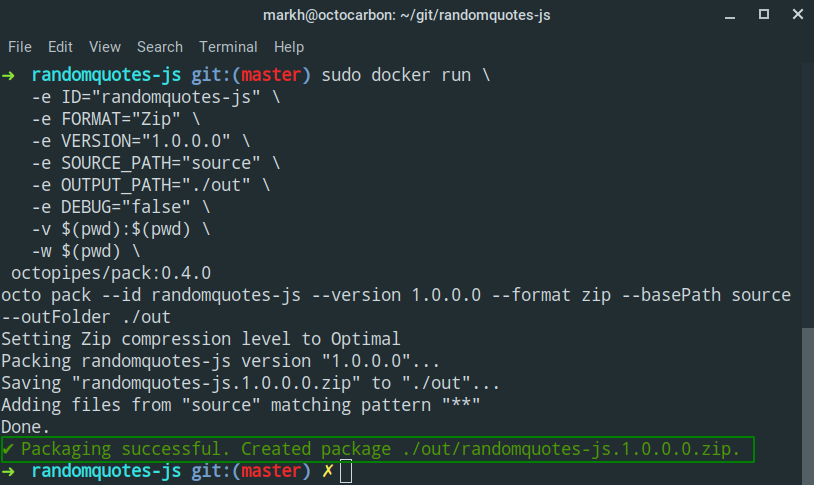 markh@octocarbon: ~/git/randomquotes-js
File Edit View Search Terminal Help
➜ randomquotes-js git:(master) sudo docker run \
-e ID="randomquotes-js" \
-e FORMAT="Zip" \
-e VERSION="1.0.0.0" \
-e SOURCE_PATH="source" \
-e OUTPUT_PATH="./out" \
-e DEBUG="false" \
-v $(pwd):$(pwd) \
-w $(pwd) \
octopipes/pack:0.4.0
octo pack --id randomquotes-js --version 1.0.0.0 --format zip --basePath source
--outFolder ./out
Setting Zip compression level to Optimal
Packing randomquotes-js version "1.0.0.0"...
Saving "randomquotes-js.1.0.0.0.zip" to "./out"...
Adding files from "source" matching pattern "**"
Done.
✔ Packaging successful. Created package ./out/randomquotes-js.1.0.0.0.zip.
➜ randomquotes-js git:(master) ✗